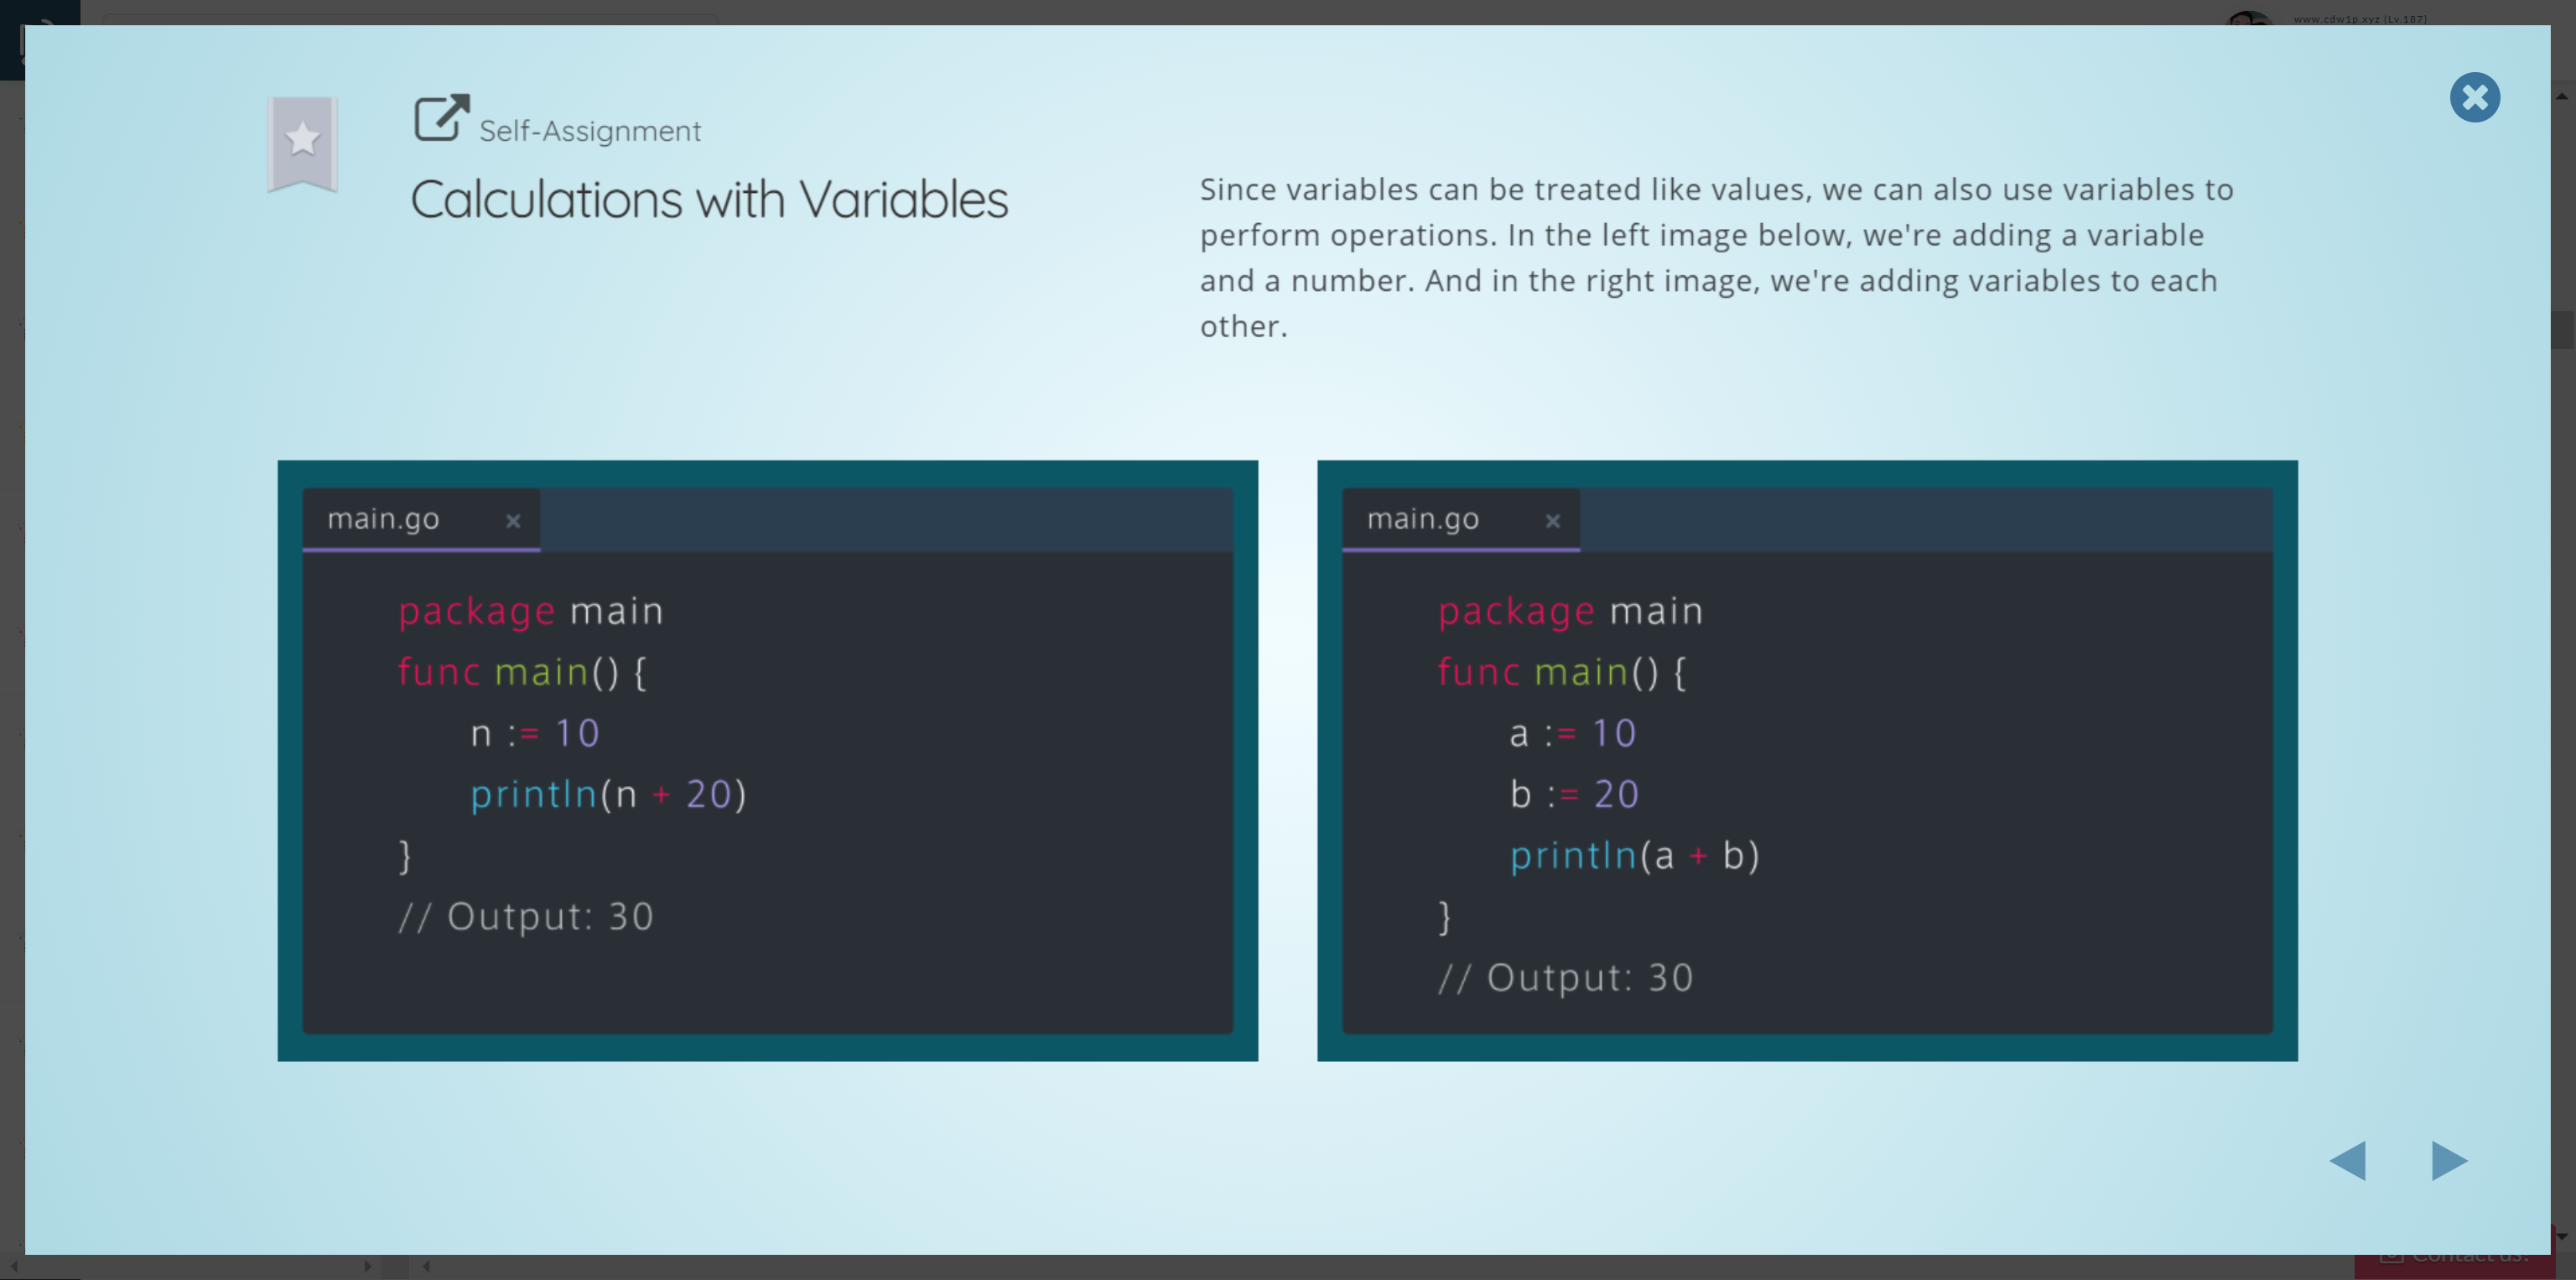 www.cdw1p.xyz (Lv.187)
Self-Assignment
Calculations with Variables
Since variables can be treated like values, we can also use variables to
perform operations. In the left image below, we're adding a variable
and a number. And in the right image, we're adding variables to each
other.
main.go ×
package main
func main() {
n := 10
println(n + 20)
}
// Output: 30
main.go ×
package main
func main() {
a := 10
b := 20
println(a + b)
}
// Output: 30
Contact us!